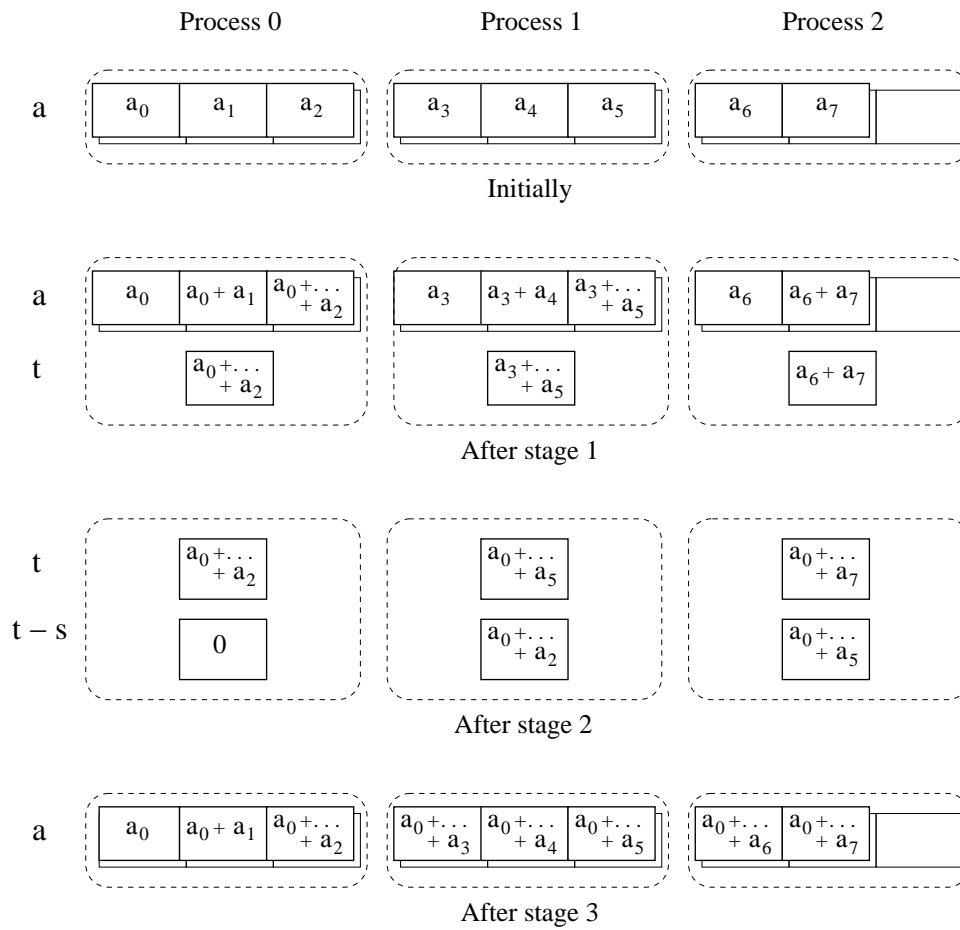 Process 0 Process 1 Process 2
a a₀ a₁ a₂ a₃ a₄ a₅ a₆ a₇
Initially
a a₀ a₀ + a₁ a₀ +. . . + a₂ a₃ a₃ + a₄ a₃ +. . . + a₅ a₆ a₆ + a₇
t a₀ +. . . + a₂ a₃ +. . . + a₅ a₆ + a₇
After stage 1
t a₀ +. . . + a₂ a₀ +. . . + a₅ a₀ +. . . + a₇
t – s 0 a₀ +. . . + a₂ a₀ +. . . + a₅
After stage 2
a a₀ a₀ + a₁ a₀ +. . . + a₂ a₀ +. . . + a₃ a₀ +. . . + a₄ a₀ +. . . + a₅ a₀ +. . . + a₆ a₀ +. . . + a₇
After stage 3